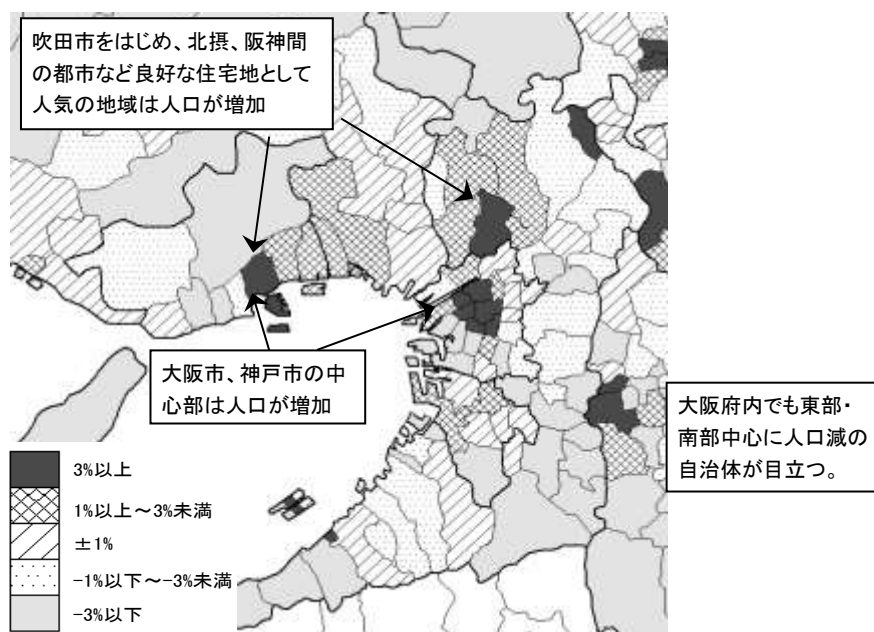 吹田市をはじめ、北摂、阪神間
の都市など良好な住宅地として
人気の地域は人口が増加
大阪市、神戸市の中
心部は人口が増加
大阪府内でも東部・
南部中心に人口減の
自治体が目立つ。
3%以上
1%以上～3%未満
±1%
-1%以下～-3%未満
-3%以下